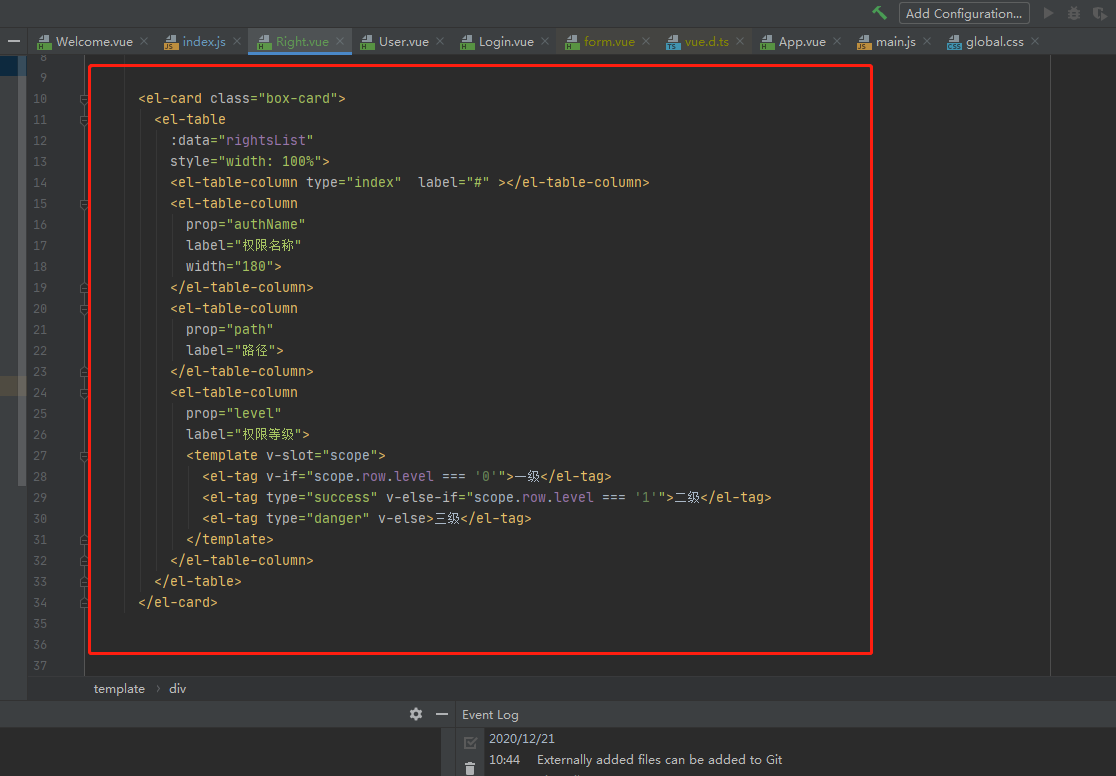 Add Configuration...
Welcome.vue index.js Right.vue User.vue Login.vue form.vue vue.d.ts App.vue main.js global.css
8
9
10 <el-card class="box-card">
11 <el-table
12 :data="rightsList"
13 style="width: 100%">
14 <el-table-column type="index"  label="#" ></el-table-column>
15 <el-table-column
16 prop="authName"
17 label="权限名称"
18 width="180">
19 </el-table-column>
20 <el-table-column
21 prop="path"
22 label="路径">
23 </el-table-column>
24 <el-table-column
25 prop="level"
26 label="权限等级">
27 <template v-slot="scope">
28 <el-tag v-if="scope.row.level === '0'">一级</el-tag>
29 <el-tag type="success" v-else-if="scope.row.level === '1'">二级</el-tag>
30 <el-tag type="danger" v-else>三级</el-tag>
31 </template>
32 </el-table-column>
33 </el-table>
34 </el-card>
35
36
37
template › div
Event Log
2020/12/21
10:44 Externally added files can be added to Git